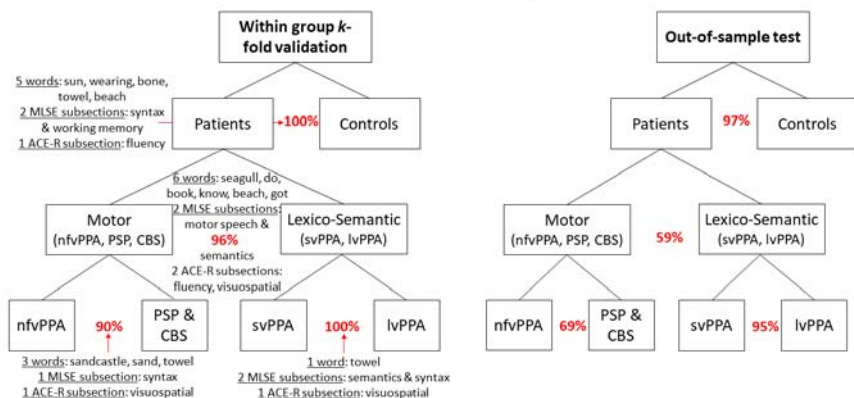 Within group k-
fold validation
5 words: sun, wearing, bone,
towel, beach
2 MLSE subsections: syntax
& working memory
1 ACE-R subsection: fluency
Patients
100%
Controls
6 words: seagull, do,
book, know, beach, got
2 MLSE subsections:
motor speech &
96%
semantics
2 ACE-R subsections:
fluency, visuospatial
Motor
(nfvPPA, PSP, CBS)
Lexico-Semantic
(svPPA, lvPPA)
nfvPPA
90%
PSP &
CBS
svPPA
100%
lvPPA
3 words: sandcastle, sand, towel
1 MLSE subsection: syntax
1 ACE-R subsection: visuospatial
1 word: towel
2 MLSE subsections: semantics & syntax
1 ACE-R subsection: visuospatial
Out-of-sample test
Patients
97%
Controls
Motor
(nfvPPA, PSP, CBS)
59%
Lexico-Semantic
(svPPA, lvPPA)
nfvPPA
69%
PSP &
CBS
svPPA
95%
lvPPA